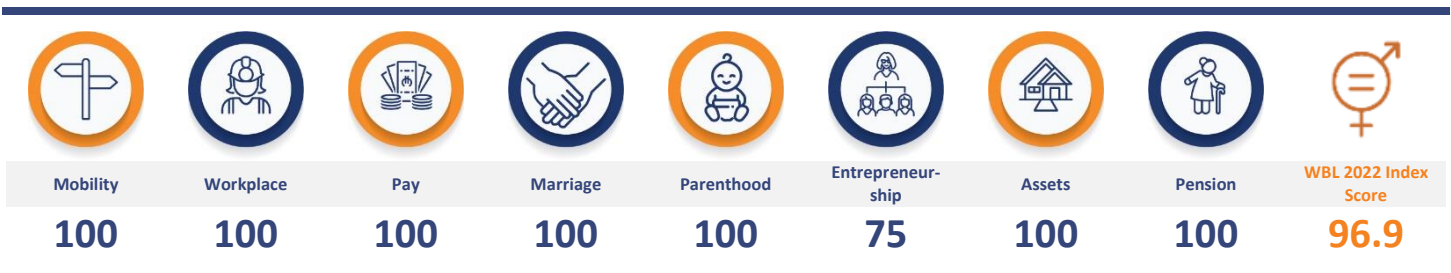 Mobility Workplace Pay Marriage Parenthood Entrepreneur-
ship Assets Pension WBL 2022 Index
Score
100 100 100 100 100 75 100 100 96.9